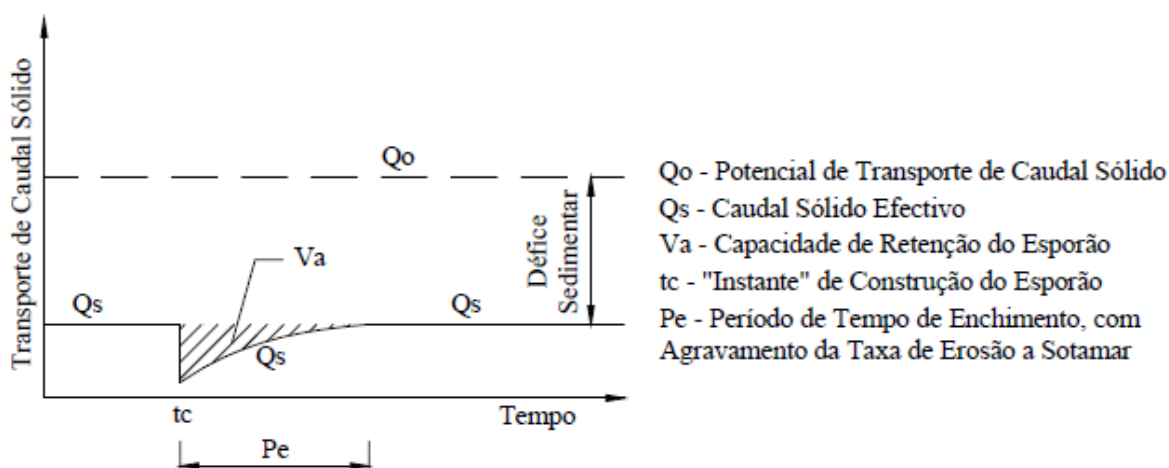 Transporte de Caudal Sólido
Qo
Va
Qs
Qs
Qs
Défice
Sedimentar
tc
Tempo
Pe
Qo - Potencial de Transporte de Caudal Sólido
Qs - Caudal Sólido Efectivo
Va - Capacidade de Retenção do Esporão
tc - "Instante" de Construção do Esporão
Pe - Período de Tempo de Enchimento, com
Agravamento da Taxa de Erosão a Sotamar